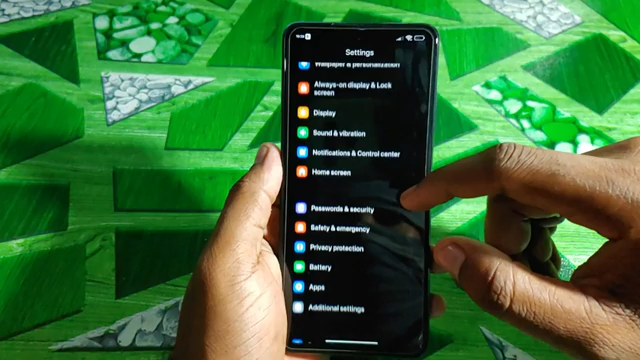 Settings
Wallpaper & personalization
Always-on display & Lock
screen
Display
Sound & vibration
Notifications & Control center
Home screen
Passwords & security
Safety & emergency
Privacy protection
Battery
Apps
Additional settings